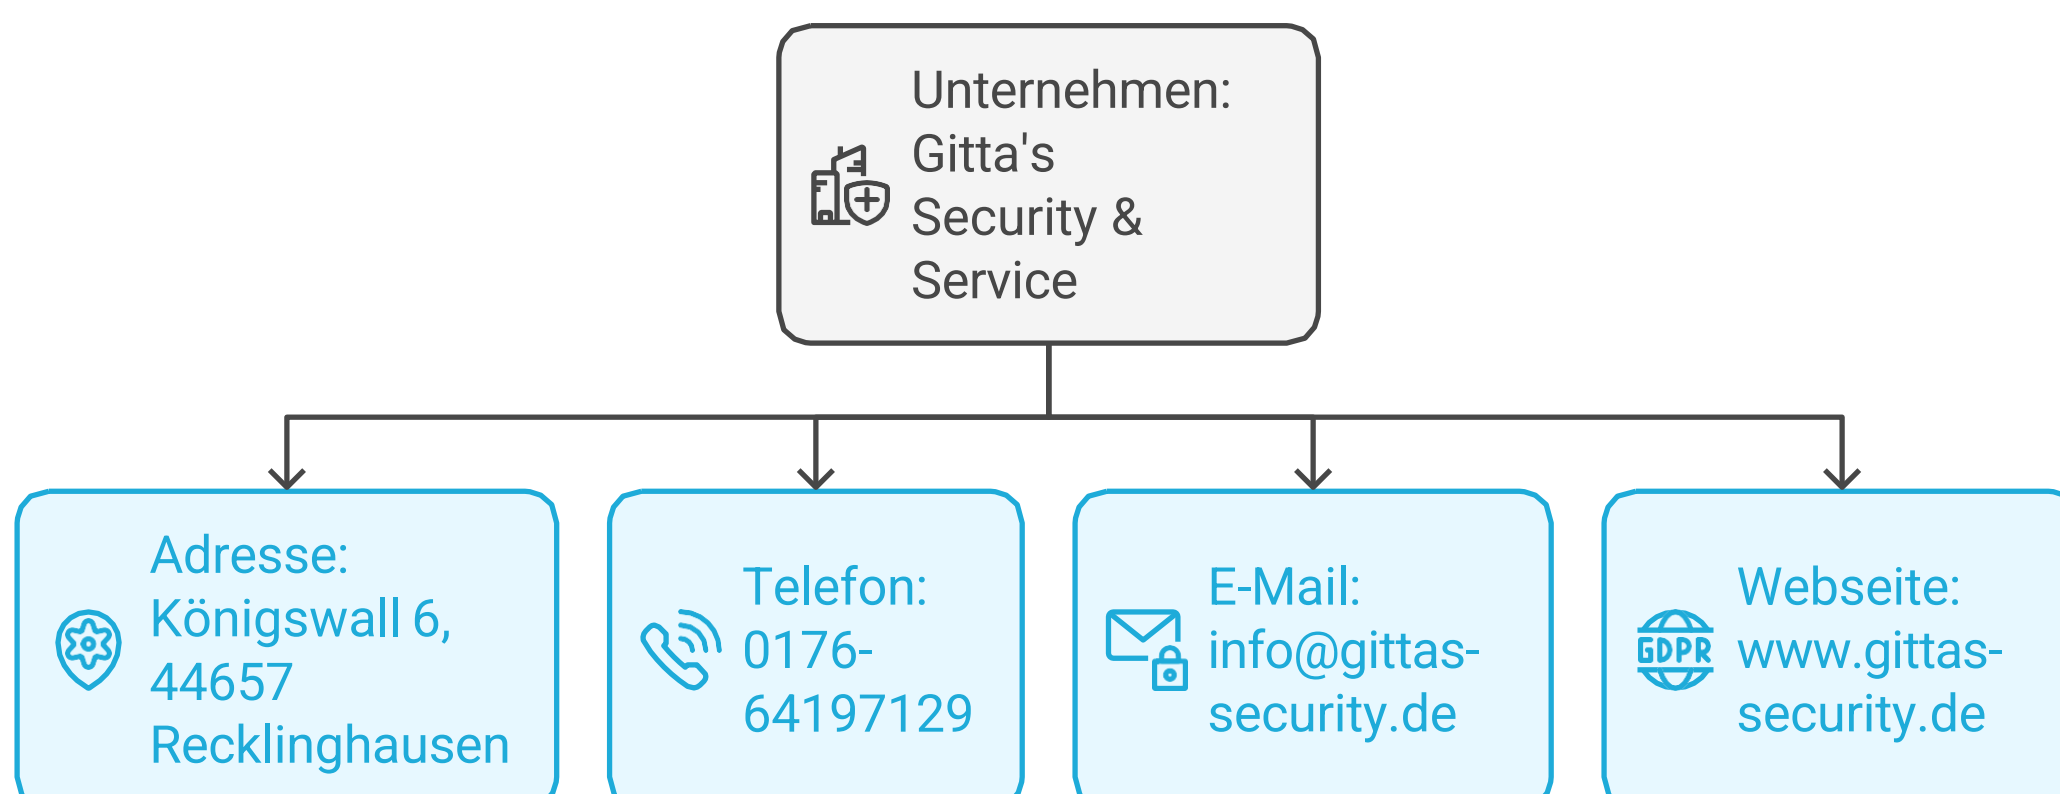 Unternehmen:
Gitta's
Security &
Service
Adresse:
Königswall 6,
44657
Recklinghausen
Telefon:
0176-
64197129
E-Mail:
info@gittas-
security.de
GDPR
Webseite:
www.gittas-
security.de